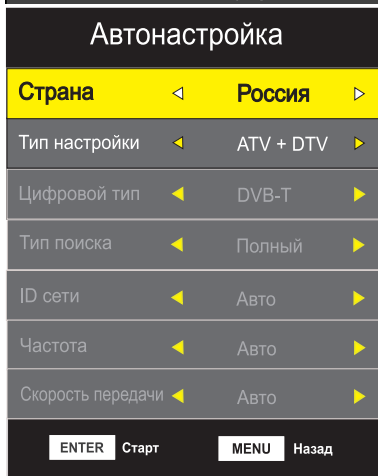 Автонастройка
Страна Россия
Тип настройки ATV + DTV
Цифровой тип DVB-T
Тип поиска Полный
ID сети Авто
Частота Авто
Скорость передачи Авто
ENTER Старт MENU Назад